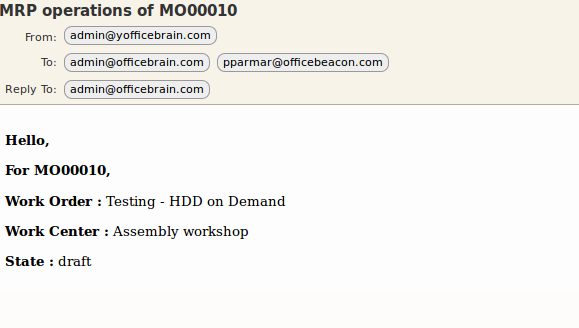 MRP operations of MO00010
From: admin@yofficebrain.com
To: admin@officebrain.com pparmar@officebeacon.com
Reply To: admin@officebrain.com
Hello,
For MO00010,
Work Order : Testing - HDD on Demand
Work Center : Assembly workshop
State : draft